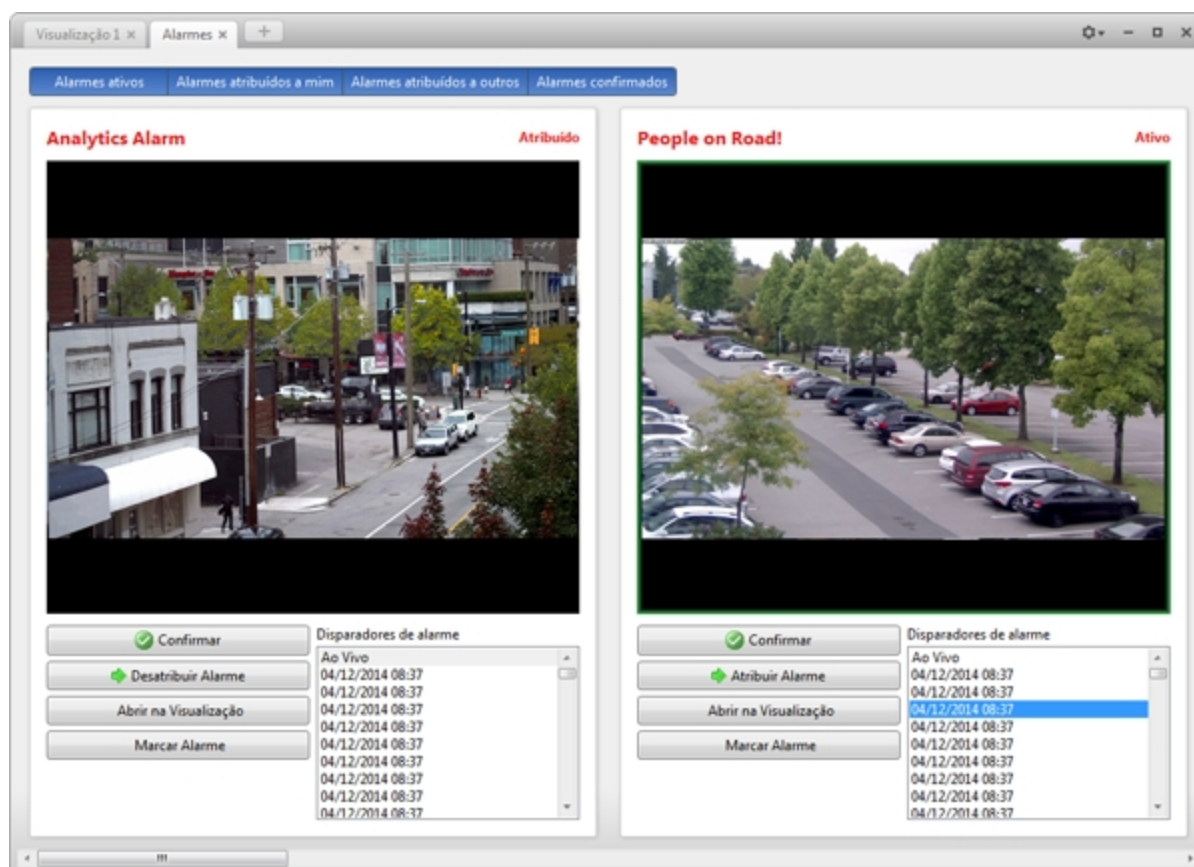 Visualização 1 Alarmes
Alarmes ativos Alarmes atribuídos a mim Alarmes atribuídos a outros Alarmes confirmados
Analytics Alarm Atribuído
Confirmar
Desatribuir Alarme
Abrir na Visualização
Marcar Alarme
Disparadores de alarme
Ao Vivo
04/12/2014 08:37
04/12/2014 08:37
04/12/2014 08:37
04/12/2014 08:37
04/12/2014 08:37
04/12/2014 08:37
04/12/2014 08:37
04/12/2014 08:37
04/12/2014 08:37
People on Road! Ativo
Confirmar
Atribuir Alarme
Abrir na Visualização
Marcar Alarme
Disparadores de alarme
Ao Vivo
04/12/2014 08:37
04/12/2014 08:37
04/12/2014 08:37
04/12/2014 08:37
04/12/2014 08:37
04/12/2014 08:37
04/12/2014 08:37
04/12/2014 08:37
04/12/2014 08:37